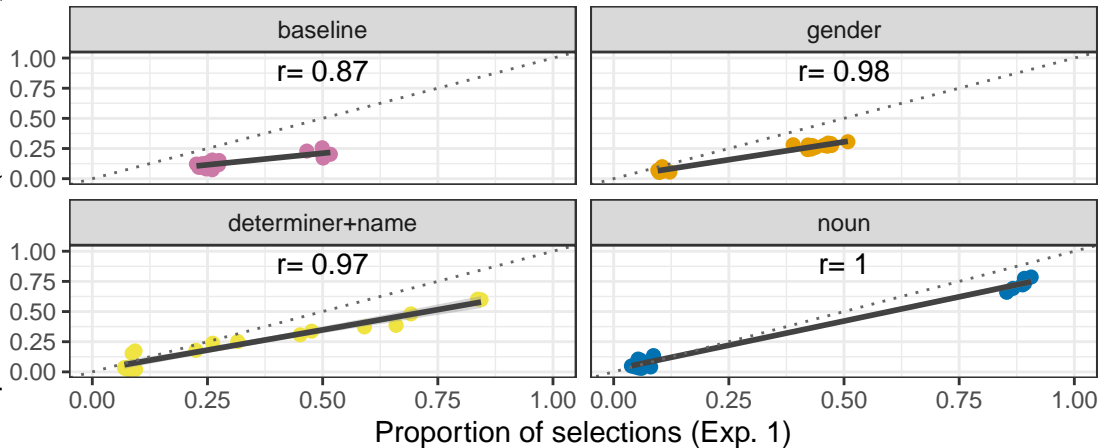 baseline
gender
r= 0.87
r= 0.98
1.00
0.75
0.50
0.25
0.00
determiner+name
noun
r= 0.97
r= 1
1.00
0.75
0.50
0.25
0.00
0.00 0.25 0.50 0.75 1.00
0.00 0.25 0.50 0.75 1.00
Proportion of selections (Exp. 1)